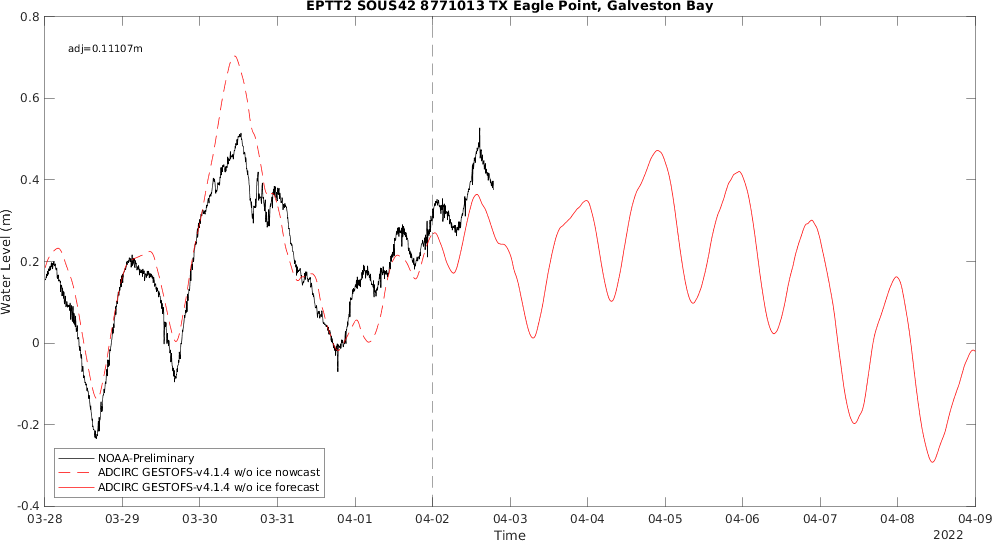 EPTT2 SOUS42 8771013 TX Eagle Point, Galveston Bay
adj=0.11107m
Water Level (m)
0.8
0.6
0.4
0.2
0
-0.2
-0.4
NOAA-Preliminary
ADCIRC GESTOFS-v4.1.4 w/o ice nowcast
ADCIRC GESTOFS-v4.1.4 w/o ice forecast
03-28 03-29 03-30 03-31 04-01 04-02 04-03 04-04 04-05 04-06 04-07 04-08 04-09
Time
2022